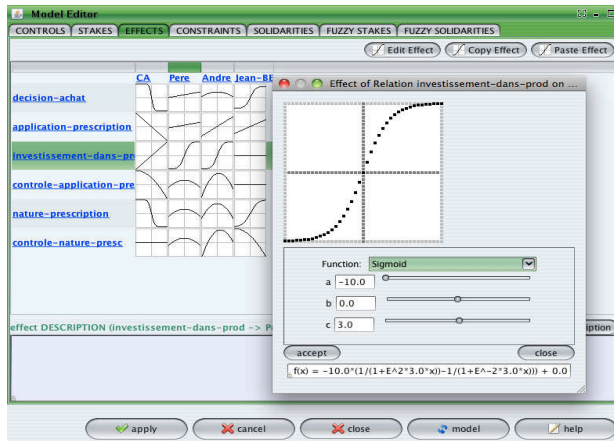 Model Editor
CONTROLS STAKES EFFECTS CONSTRAINTS SOLIDARITIES FUZZY STAKES FUZZY SOLIDARITIES
Edit Effect Copy Effect Paste Effect
CA Pere Andre Jean-BE
decision-achat
application-prescription
investissement-dans-pr
controle-application-pre
nature-prescription
controle-nature-presc
Effect of Relation investissement-dans-prod on ...
Function: Sigmoid
a -10.0
b 0.0
c 3.0
accept close
f(x) = -10.0*(1/(1+E^2*3.0*x))-1/(1+E^-2*3.0*x))) + 0.0
effect DESCRIPTION (investissement-dans-prod -> P
iption
apply cancel close model help